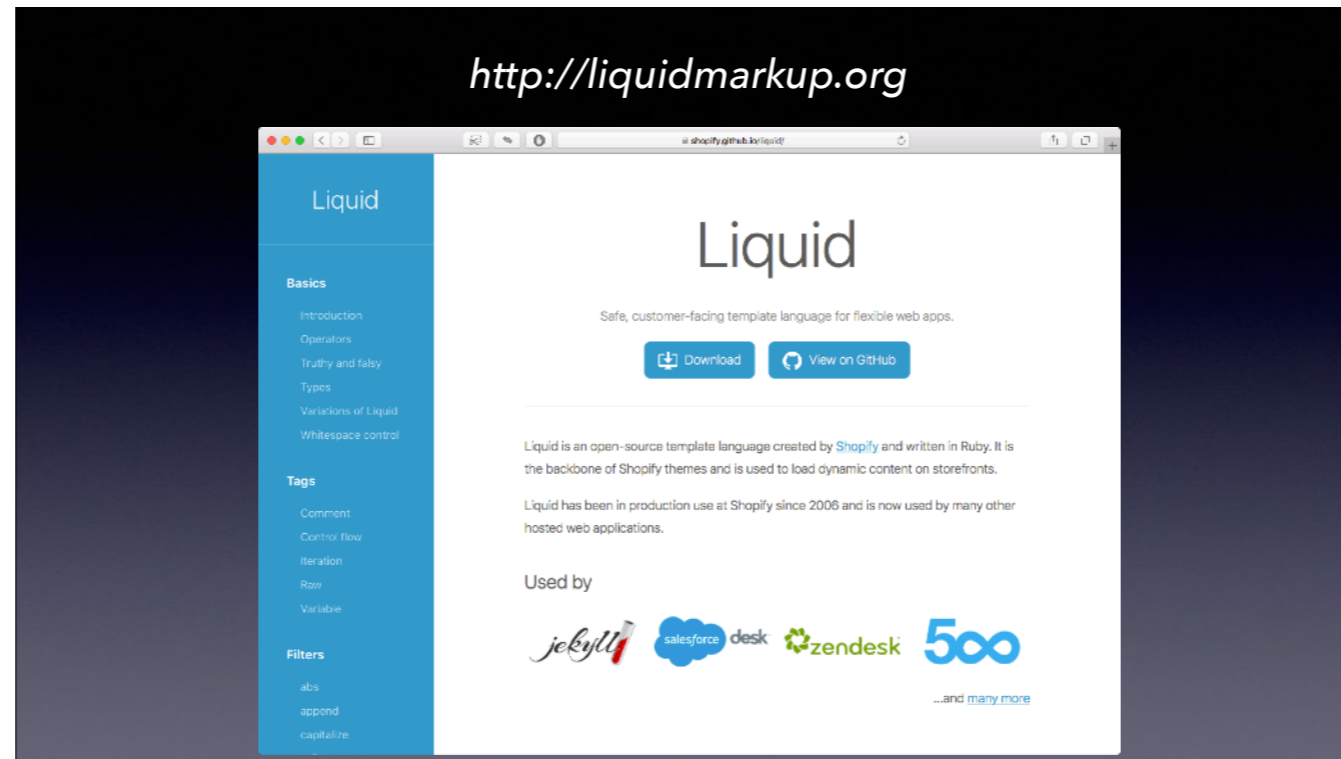 http://liquidmarkup.org
shopify.github.io/liquid/
Liquid
Basics
Introduction
Operators
Truthy and falsy
Types
Variations of Liquid
Whitespace control
Tags
Comment
Control flow
Iteration
Raw
Variable
Filters
abs
append
capitalize
Liquid
Safe, customer-facing template language for flexible web apps.
Download
View on GitHub
Liquid is an open-source template language created by Shopify and written in Ruby. It is
the backbone of Shopify themes and is used to load dynamic content on storefronts.
Liquid has been in production use at Shopify since 2006 and is now used by many other
hosted web applications.
Used by
jekyll
salesforce desk
zendesk
500
...and many more